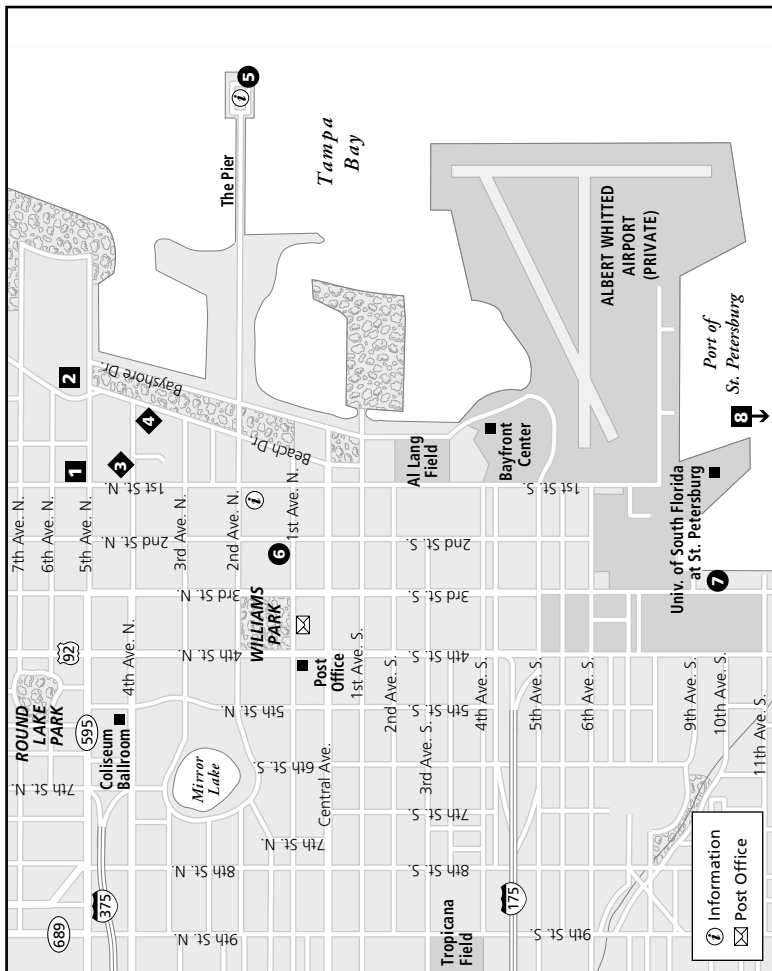 7th Ave. N.
6th Ave. N.
5th Ave. N.
4th Ave. N.
3rd Ave. N.
2nd Ave. N.
1st Ave. N.
Central Ave.
1st Ave. S.
2nd Ave. S.
3rd Ave. S.
4th Ave. S.
5th Ave. S.
6th Ave. S.
9th Ave. S.
10th Ave. S.
11th Ave. S.
1st St. N.
2nd St. N.
3rd St. N.
4th St. N.
5th St. N.
6th St. S.
7th St. N.
7th St. N.
8th St. N.
9th St. N.
1st St. S.
2nd St. S.
3rd St. S.
4th St. S.
5th St. S.
7th St. S.
8th St. S.
9th St. S.
Bayshore Dr.
Beach Dr.
The Pier
Tampa
Bay
ALBERT WHITTED
AIRPORT
(PRIVATE)
Port of
St. Petersburg
Al Lang
Field
Bayfront
Center
Univ. of South Florida
at St. Petersburg
WILLIAMS
PARK
Post
Office
ROUND
LAKE
PARK
Coliseum
Ballroom
Mirror
Lake
Tropicana
Field
92
595
689
375
175
1
2
3
4
5
6
7
8
i
i
i Information
Post Office